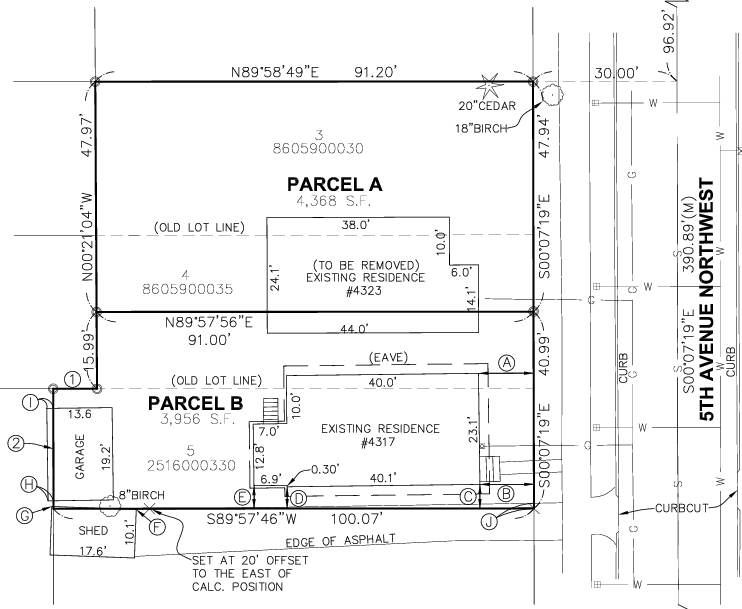 96.92'
N89°58'49"E 91.20'
30.00'
20"CEDAR
18"BIRCH
W
47.97'
47.94'
3
8605900030
PARCEL A
4,368 S.F.
(OLD LOT LINE)
38.0'
10.0'
6.0'
24.1'
14.1'
(TO BE REMOVED)
EXISTING RESIDENCE
#4323
4
8605900035
N00°21'04"W
S00°07'19"E
44.0'
N89°57'56"E
91.00'
15.99'
40.99'
G
W
S
W
G
S00°07'19"E 390.89'(M)
5TH AVENUE NORTHWEST
CURB
CURB
(EAVE)
A
1
(OLD LOT LINE)
40.0'
PARCEL B
3,956 S.F.
5
2516000330
I
13.6
2
GARAGE
19.2'
10.0'
7.0'
12.8'
6.9'
0.30'
EXISTING RESIDENCE
#4317
23.1'
40.1'
S00°07'19"E
G
W
S
W
H
8"BIRCH
E
D
C
B
G
F
J
S89°57'46"W 100.07'
CURBCUT
SHED
10.1'
17.6'
EDGE OF ASPHALT
SET AT 20' OFFSET
TO THE EAST OF
CALC. POSITION
G
W